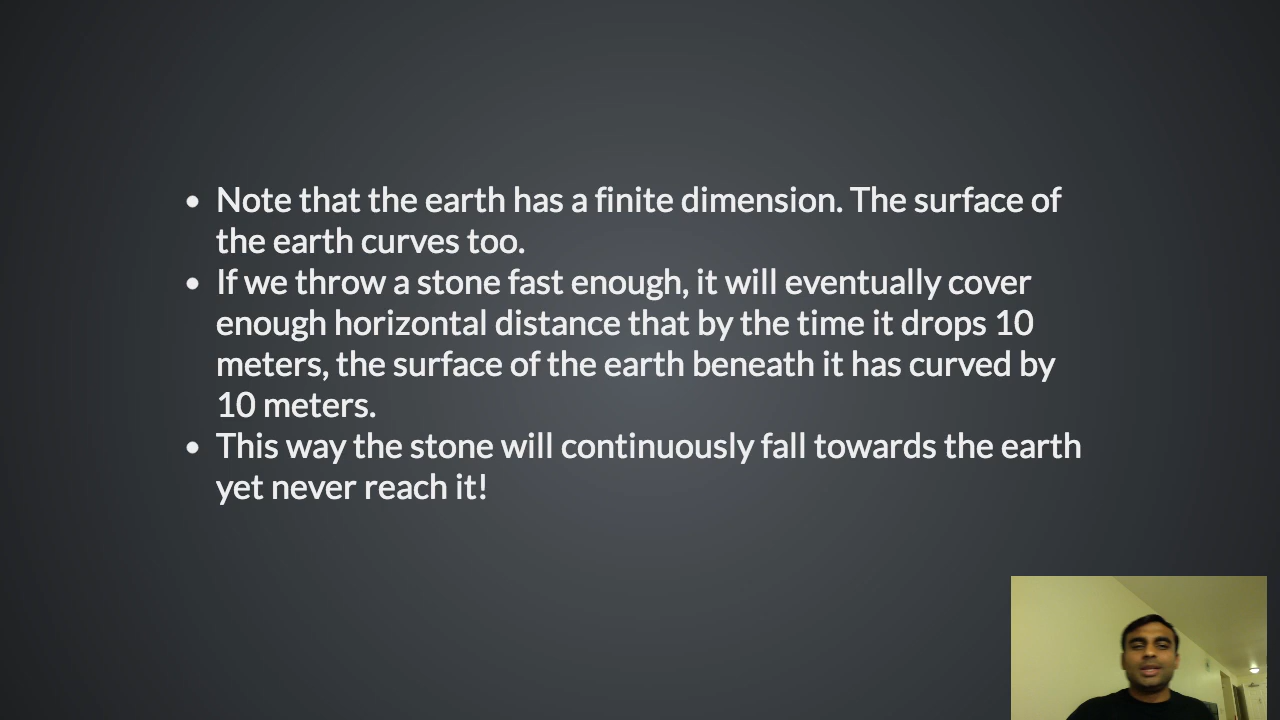 • Note that the earth has a finite dimension. The surface of
the earth curves too.
• If we throw a stone fast enough, it will eventually cover
enough horizontal distance that by the time it drops 10
meters, the surface of the earth beneath it has curved by
10 meters.
• This way the stone will continuously fall towards the earth
yet never reach it!